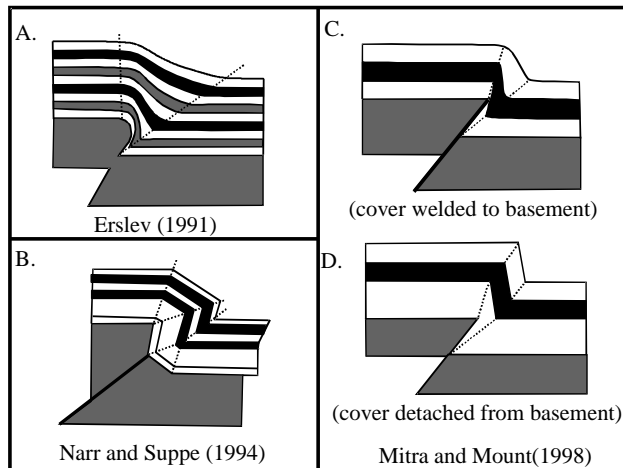 A.
Erslev (1991)
B.
Narr and Suppe (1994)
C.
(cover welded to basement)
D.
(cover detached from basement)
Mitra and Mount(1998)